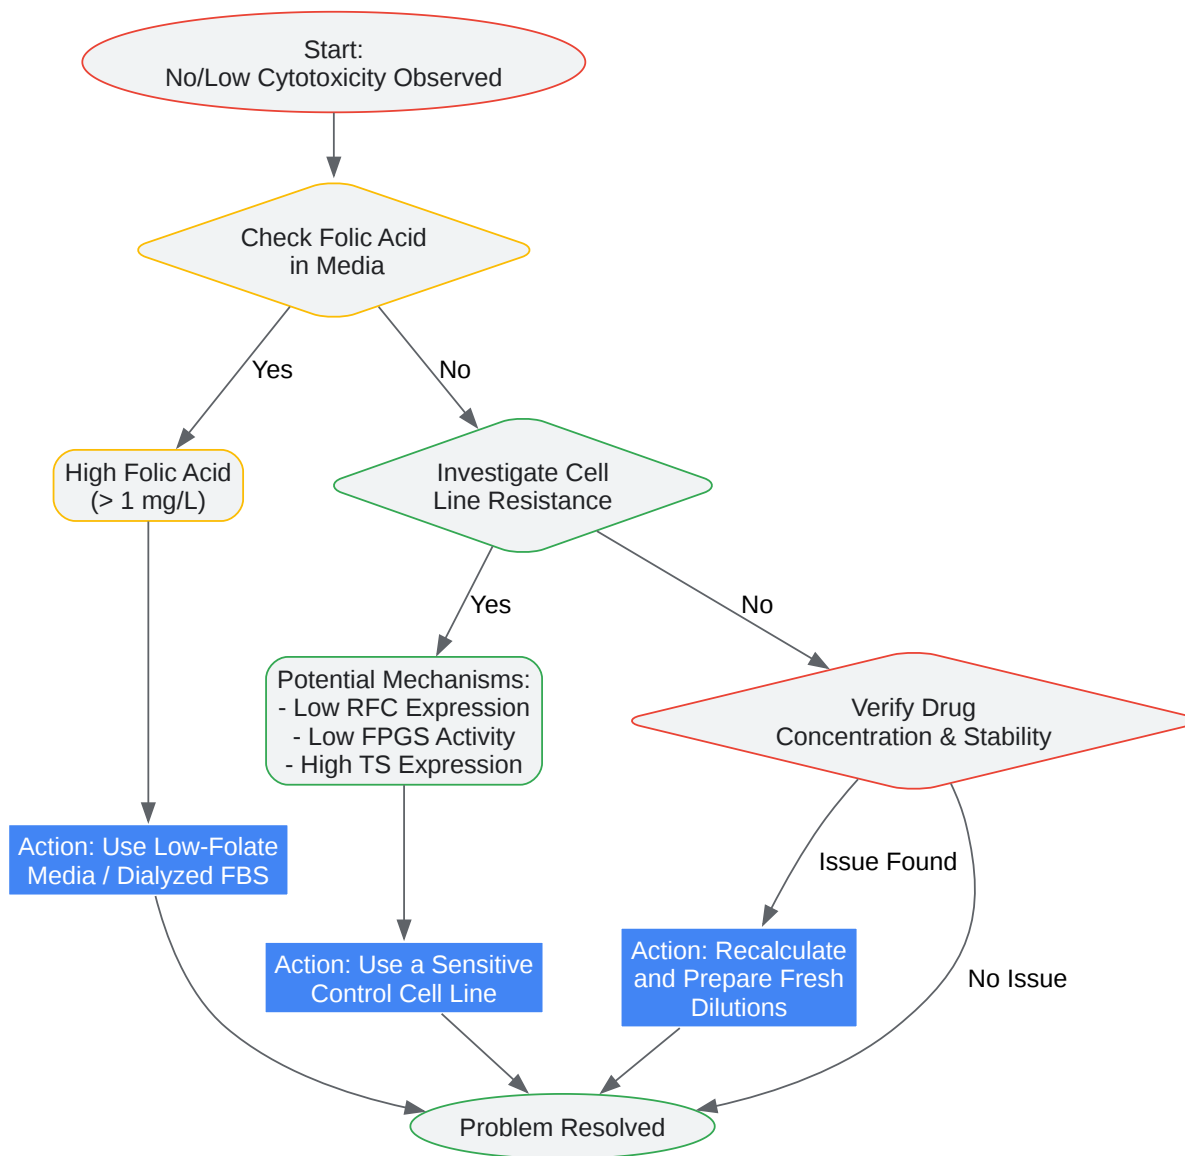 Start:
No/Low Cytotoxicity Observed
Check Folic Acid
in Media
Yes
No
High Folic Acid
(> 1 mg/L)
Investigate Cell
Line Resistance
Yes
No
Potential Mechanisms:
- Low RFC Expression
- Low FPGS Activity
- High TS Expression
Verify Drug
Concentration & Stability
Action: Use Low-Folate
Media / Dialyzed FBS
Issue Found
Action: Use a Sensitive
Control Cell Line
Action: Recalculate
and Prepare Fresh
Dilutions
No Issue
Problem Resolved